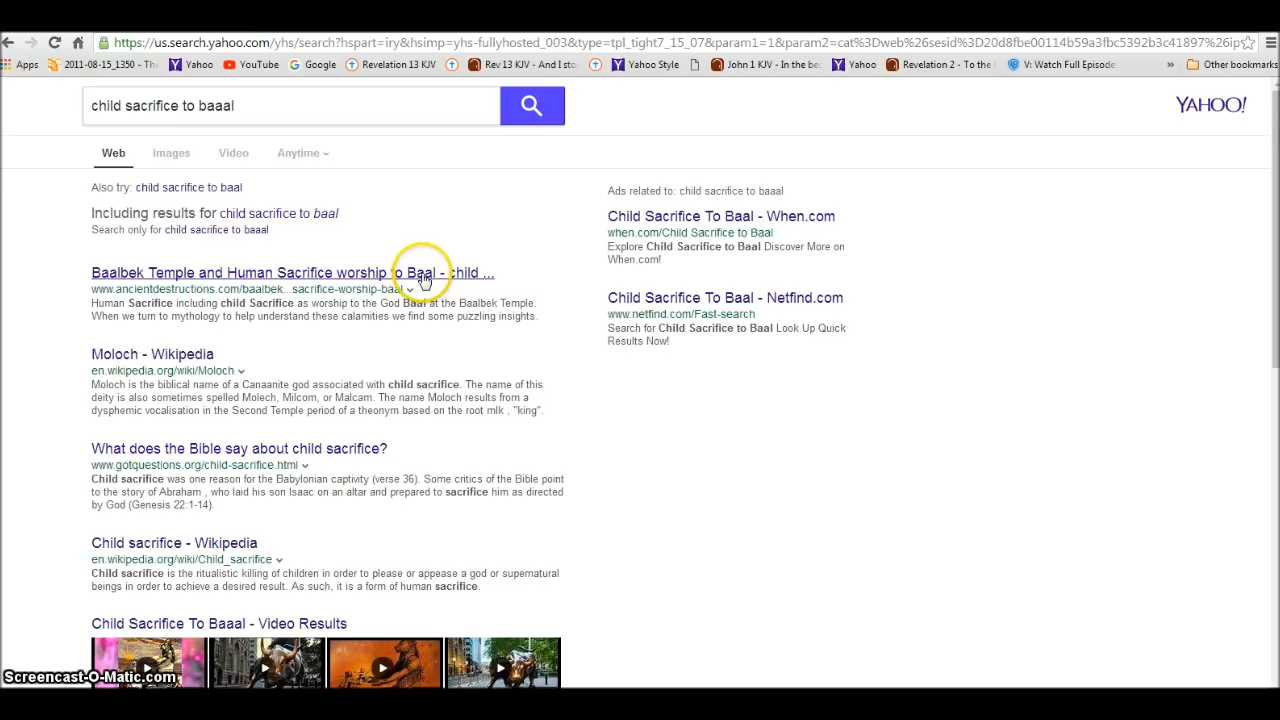 https://us.search.yahoo.com/yhs/search?hspart=iry&hsimp=yhs-fullyhosted_003&type=tpl_tight7_15_07&param1=1&param2=cat%3Dweb%26sesid%3D20d8fbe00114b59a3fbc5392b3c41897%26ip
Apps 2011-08-15_1350 – Th Yahoo YouTube Google Revelation 13 KJV Rev 13 KJV - And I sto Yahoo Style John 1 KJV - In the be Yahoo Revelation 2 - To the V: Watch Full Episode » Other bookmarks
child sacrifice to baaal
YAHOO!
Web Images Video Anytime
Also try: child sacrifice to baal
Including results for child sacrifice to baal
Search only for child sacrifice to baaal
Baalbek Temple and Human Sacrifice worship to Baal - child ...
www.ancientdestructions.com/baalbek...sacrifice-worship-baal
Human Sacrifice including child Sacrifice as worship to the God Baal at the Baalbek Temple.
When we turn to mythology to help understand these calamities we find some puzzling insights.
Moloch - Wikipedia
en.wikipedia.org/wiki/Moloch
Moloch is the biblical name of a Canaanite god associated with child sacrifice. The name of this
deity is also sometimes spelled Molech, Milcom, or Malcam. The name Moloch results from a
dysphemic vocalisation in the Second Temple period of a theonym based on the root mlk , "king".
What does the Bible say about child sacrifice?
www.gotquestions.org/child-sacrifice.html
Child sacrifice was one reason for the Babylonian captivity (verse 36). Some critics of the Bible point
to the story of Abraham , who laid his son Isaac on an altar and prepared to sacrifice him as directed
by God (Genesis 22:1-14).
Child sacrifice - Wikipedia
en.wikipedia.org/wiki/Child_sacrifice
Child sacrifice is the ritualistic killing of children in order to please or appease a god or supernatural
beings in order to achieve a desired result. As such, it is a form of human sacrifice.
Child Sacrifice To Baaal - Video Results
Ads related to: child sacrifice to baaal
Child Sacrifice To Baal - When.com
when.com/Child Sacrifice to Baal
Explore Child Sacrifice to Baal Discover More on
When.com!
Child Sacrifice To Baal - Netfind.com
www.netfind.com/Fast-search
Search for Child Sacrifice to Baal Look Up Quick
Results Now!
Screencast-O-Matic.com